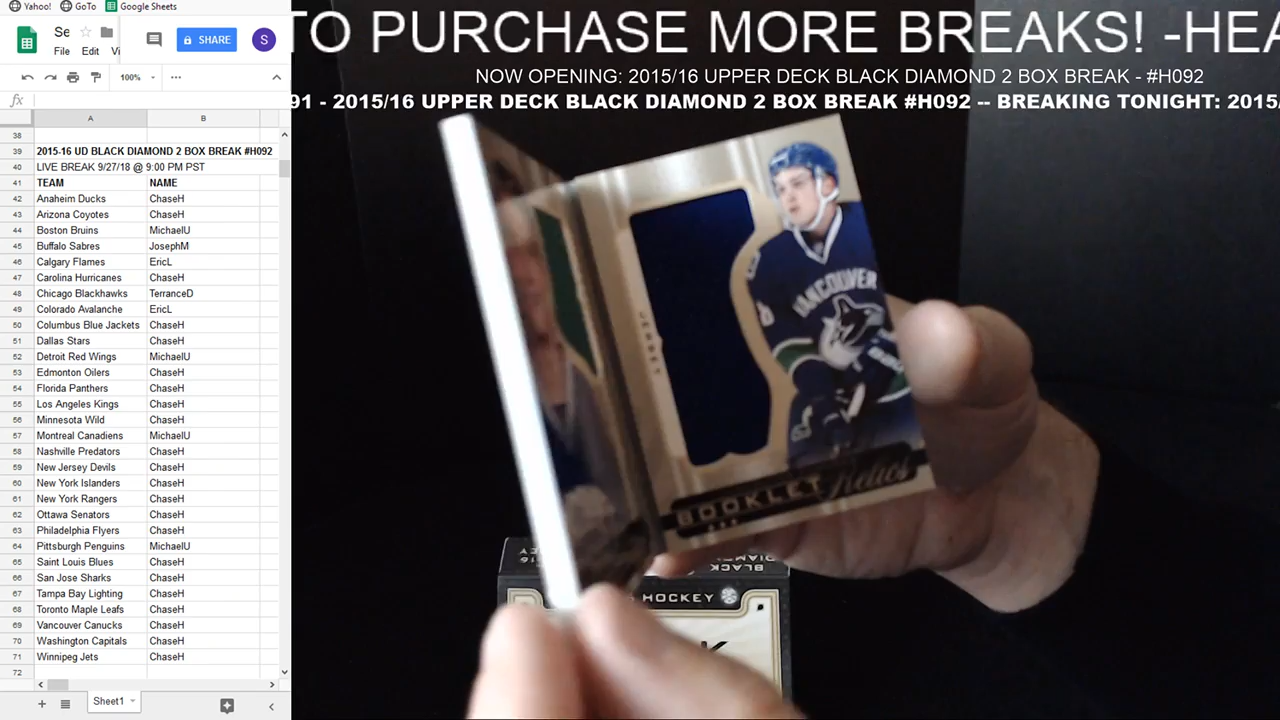 Yahoo!
GoTo
Google Sheets
Se
File
Edit
Vi
SHARE
S
100%
fx
A
B
38
39 2015-16 UD BLACK DIAMOND 2 BOX BREAK #H092
40 LIVE BREAK 9/27/18 @ 9:00 PM PST
41 TEAM NAME
42 Anaheim Ducks ChaseH
43 Arizona Coyotes ChaseH
44 Boston Bruins MichaelU
45 Buffalo Sabres JosephM
46 Calgary Flames EricL
47 Carolina Hurricanes ChaseH
48 Chicago Blackhawks TerranceD
49 Colorado Avalanche EricL
50 Columbus Blue Jackets ChaseH
51 Dallas Stars ChaseH
52 Detroit Red Wings MichaelU
53 Edmonton Oilers ChaseH
54 Florida Panthers ChaseH
55 Los Angeles Kings ChaseH
56 Minnesota Wild ChaseH
57 Montreal Canadiens MichaelU
58 Nashville Predators ChaseH
59 New Jersey Devils ChaseH
60 New York Islanders ChaseH
61 New York Rangers ChaseH
62 Ottawa Senators ChaseH
63 Philadelphia Flyers ChaseH
64 Pittsburgh Penguins MichaelU
65 Saint Louis Blues ChaseH
66 San Jose Sharks ChaseH
67 Tampa Bay Lighting ChaseH
68 Toronto Maple Leafs ChaseH
69 Vancouver Canucks ChaseH
70 Washington Capitals ChaseH
71 Winnipeg Jets ChaseH
72
Sheet1
TO PURCHASE MORE BREAKS! -HEA
NOW OPENING: 2015/16 UPPER DECK BLACK DIAMOND 2 BOX BREAK - #H092
91 - 2015/16 UPPER DECK BLACK DIAMOND 2 BOX BREAK #H092 -- BREAKING TONIGHT: 2015/
JERSEY
VANCOUVER
BOOKLET Relics
BLACK
HOCKEY